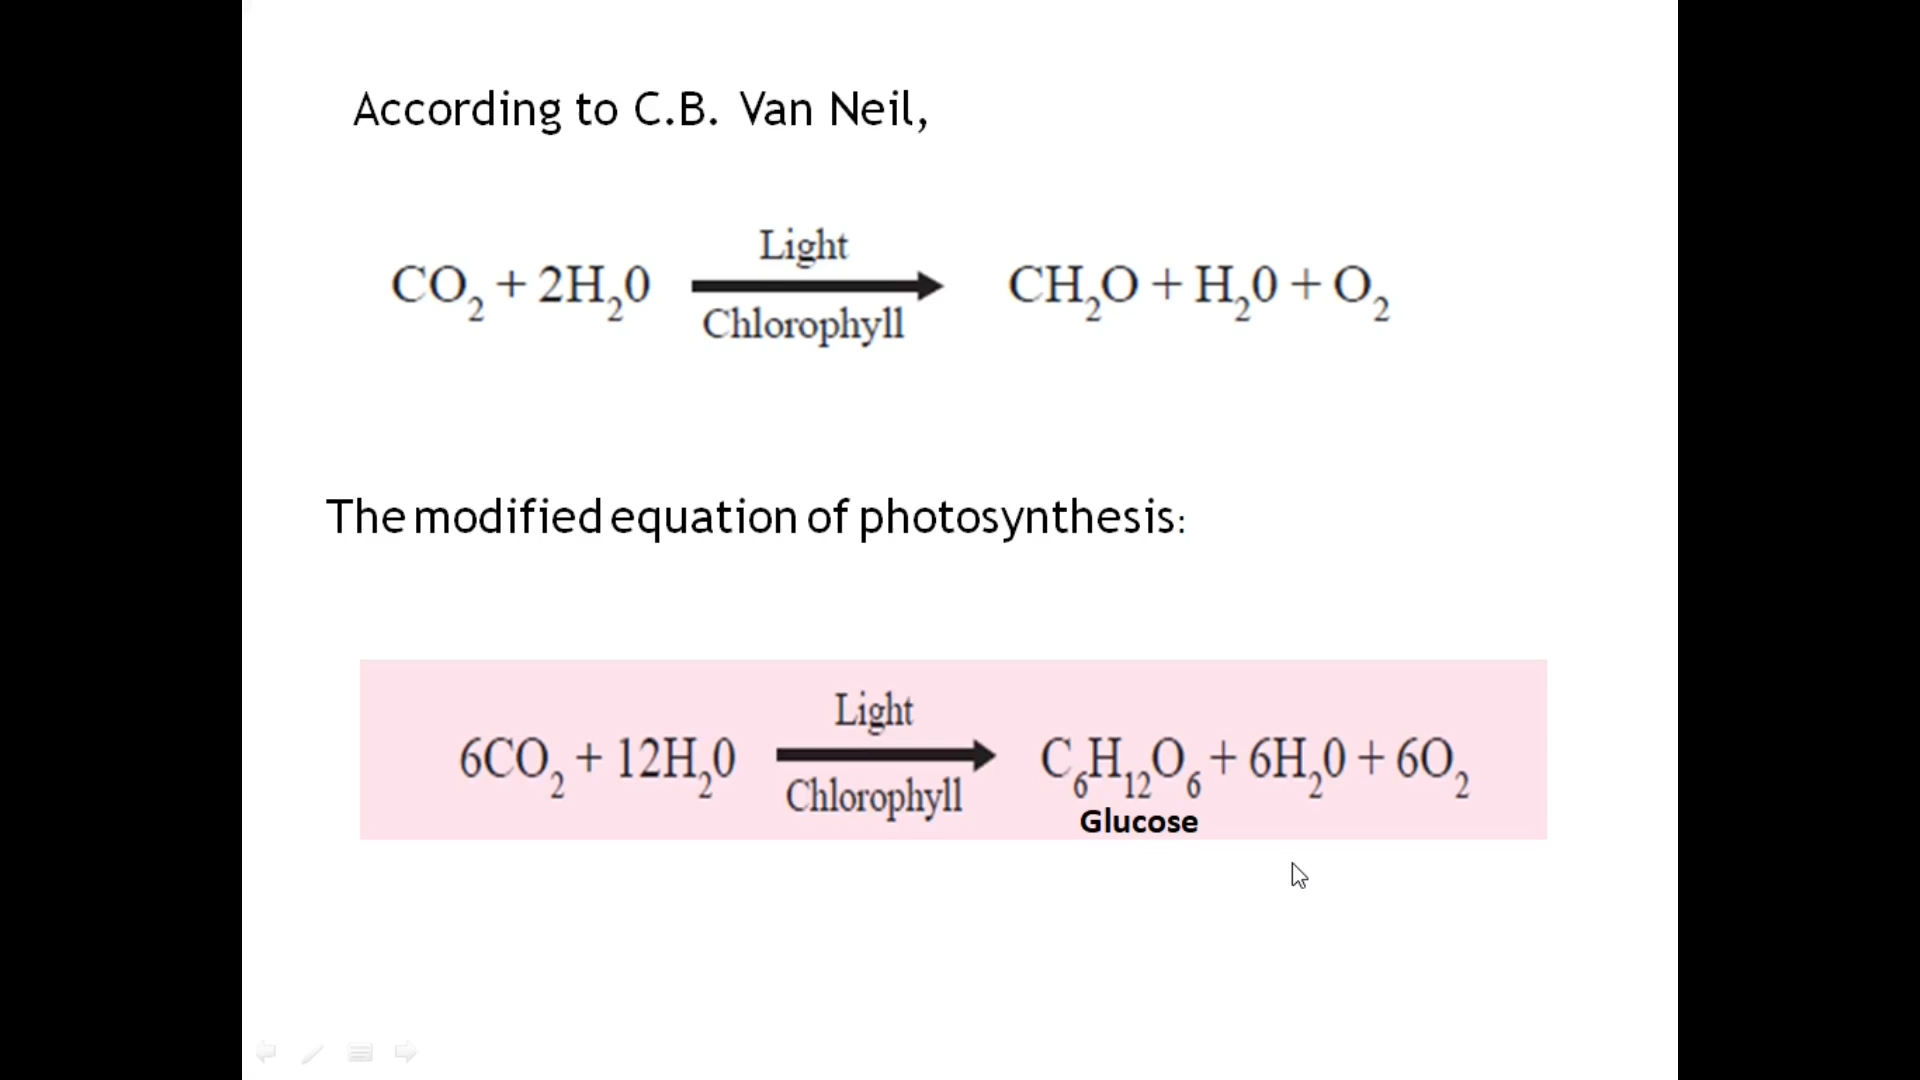 According to C.B. Van Neil,
Light
CO₂ + 2H₂0 → CH₂O + H₂0 + O₂
Chlorophyll
The modified equation of photosynthesis:
Light
6CO₂ + 12H₂0 → C₆H₁₂O₆ + 6H₂0 + 6O₂
Chlorophyll
Glucose